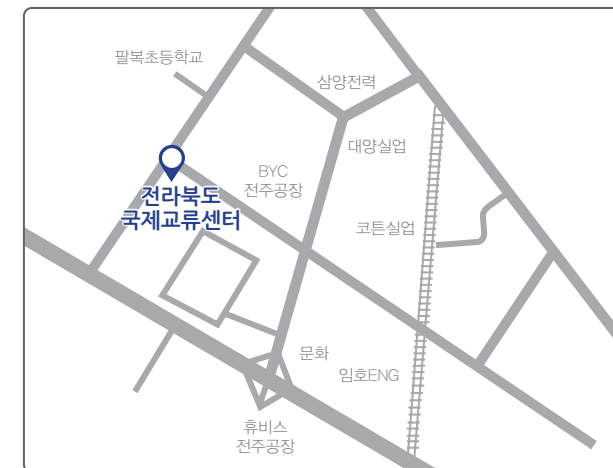 팔복초등학교
삼양전력
대양실업
BYC
전주공장
전라북도
국제교류센터
코튼실업
문화
임호ENG
휴비스
전주공장